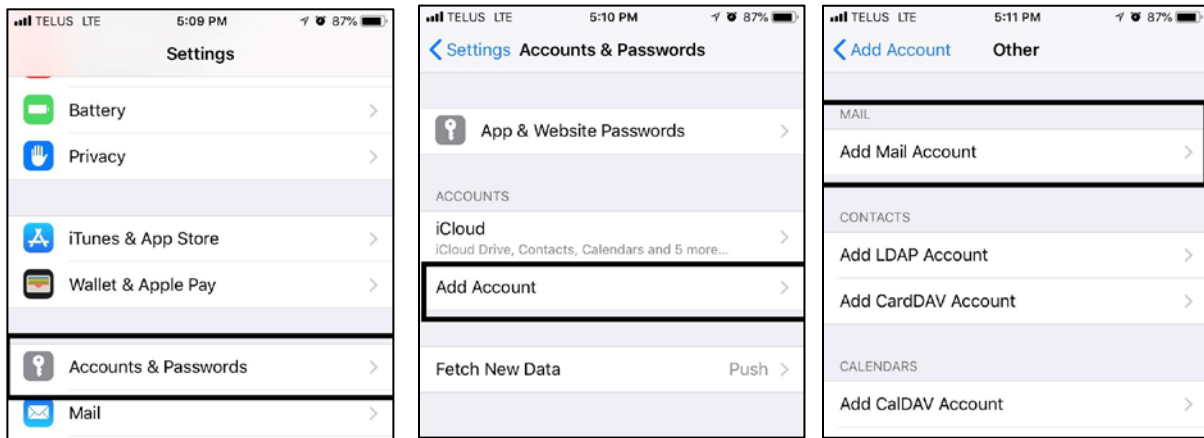 TELUS LTE 5:09 PM 87%
Settings
Battery
Privacy
iTunes & App Store
Wallet & Apple Pay
Accounts & Passwords
Mail
TELUS LTE 5:10 PM 87%
Settings Accounts & Passwords
App & Website Passwords
ACCOUNTS
iCloud
iCloud Drive, Contacts, Calendars and 5 more...
Add Account
Fetch New Data Push
TELUS LTE 5:11 PM 87%
Add Account Other
MAIL
Add Mail Account
CONTACTS
Add LDAP Account
Add CardDAV Account
CALENDARS
Add CalDAV Account